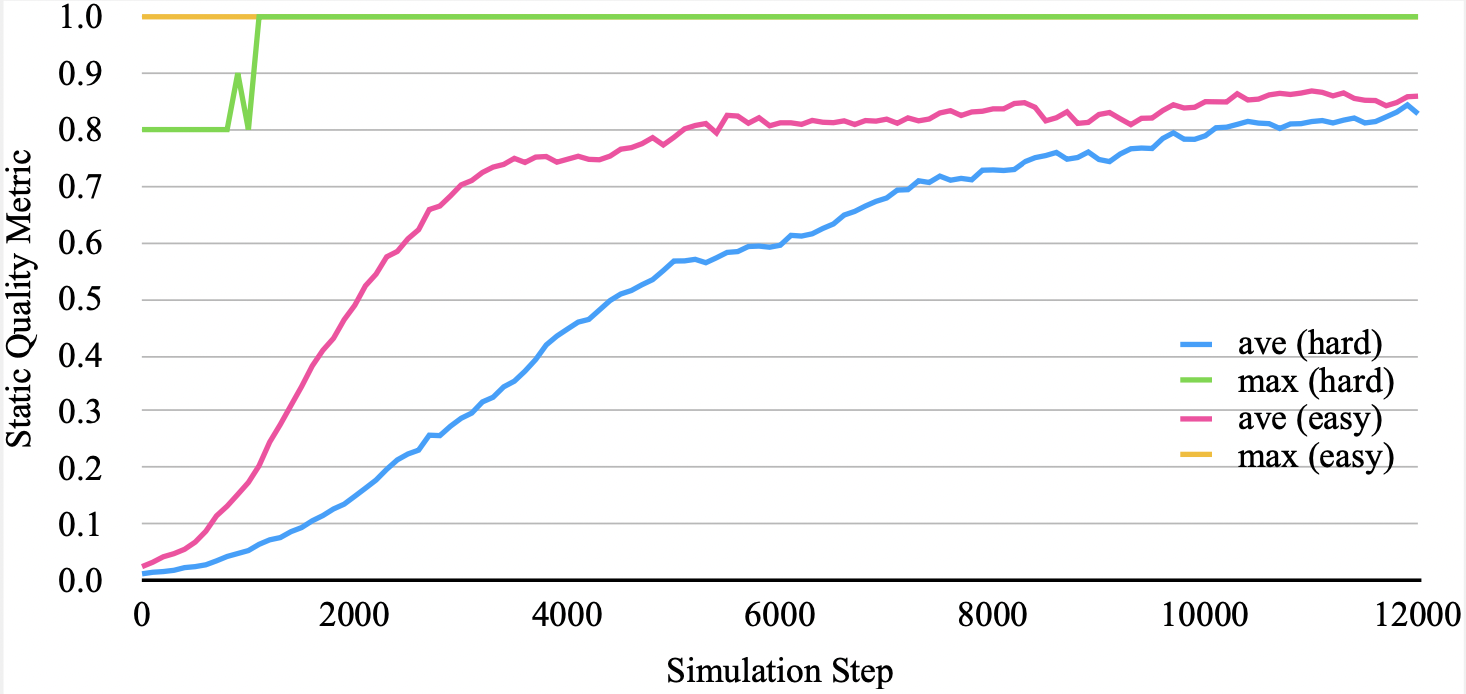 1.0
0.9
0.8
0.7
0.6
0.5
0.4
0.3
0.2
0.1
0.0
Static Quality Metric
ave (hard)
max (hard)
ave (easy)
max (easy)
0 2000 4000 6000 8000 10000 12000
Simulation Step